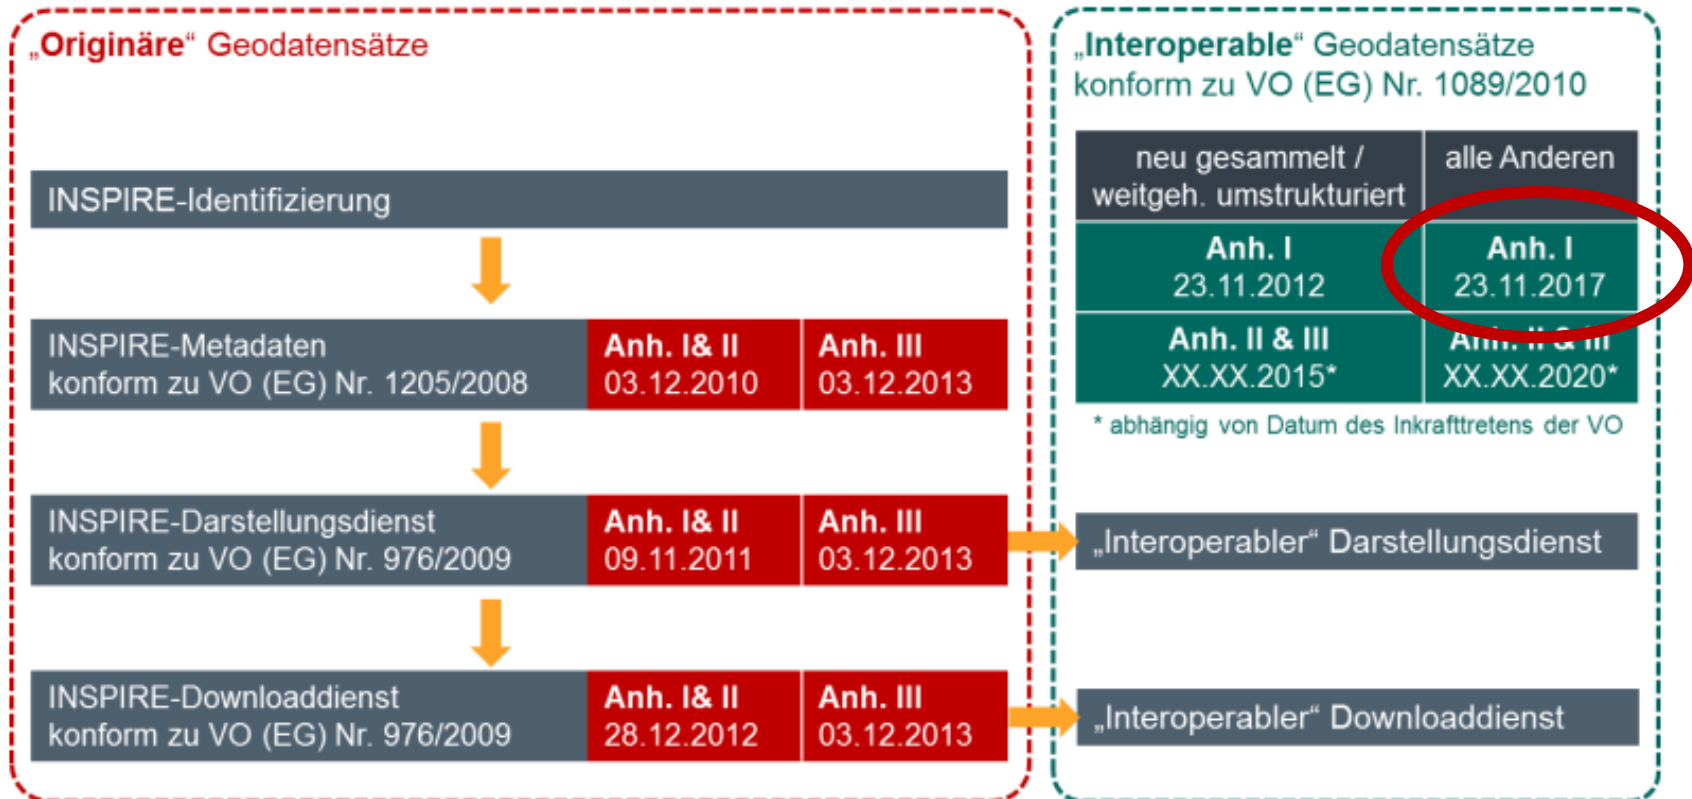 „Originäre“ Geodatensätze
INSPIRE-Identifizierung
INSPIRE-Metadaten
konform zu VO (EG) Nr. 1205/2008
Anh. I& II
03.12.2010
Anh. III
03.12.2013
INSPIRE-Darstellungsdienst
konform zu VO (EG) Nr. 976/2009
Anh. I& II
09.11.2011
Anh. III
03.12.2013
INSPIRE-Downloaddienst
konform zu VO (EG) Nr. 976/2009
Anh. I& II
28.12.2012
Anh. III
03.12.2013
„Interoperable“ Geodatensätze
konform zu VO (EG) Nr. 1089/2010
neu gesammelt /
weitgeh. umstrukturiert
alle Anderen
Anh. I
23.11.2012
Anh. I
23.11.2017
Anh. II & III
XX.XX.2015*
Anh. II & III
XX.XX.2020*
* abhängig von Datum des Inkrafttretens der VO
„Interoperabler“ Darstellungsdienst
„Interoperabler“ Downloaddienst